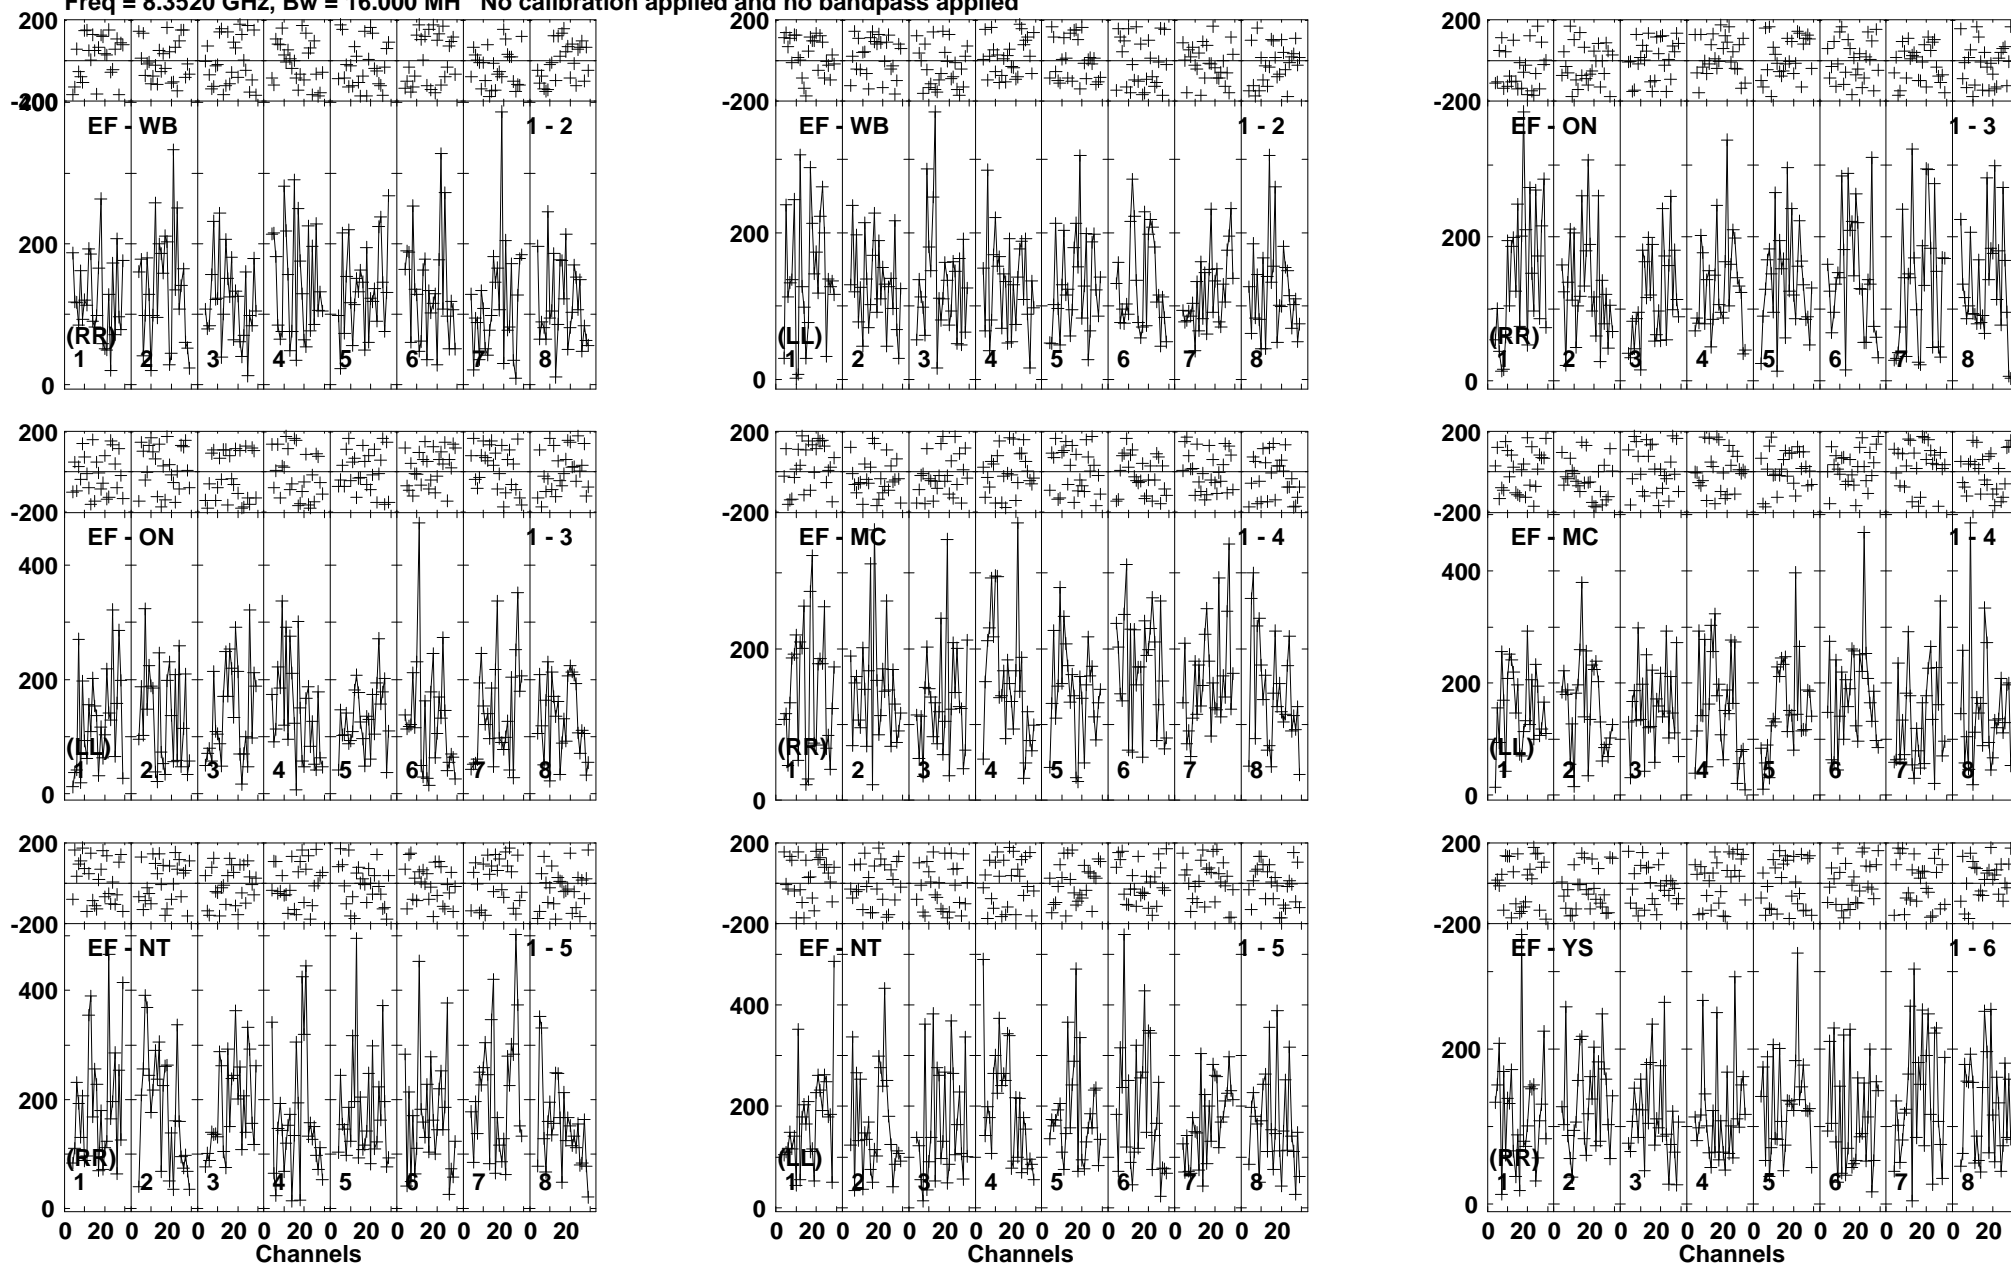 Freq = 8.3520 GHz, Bw = 16.000 MH No calibration applied and no bandpass applied
200 200 200
-200 -200 -200
400
EF - WB 1 - 2 EF - WB 1 - 2 EF - ON 1 - 3
200 200 200
(RR) (LL) (RR)
1 2 3 4 5 6 7 8 1 2 3 4 5 6 7 8 1 2 3 4 5 6 7 8
0 0 0
200 200 200
-200 -200 -200
EF - ON 1 - 3 EF - MC 1 - 4 EF - MC 1 - 4
400 400
200 200 200
(LL) (RR) (LL)
1 2 3 4 5 6 7 8 1 2 3 4 5 6 7 8 1 2 3 4 5 6 7 8
0 0 0
200 200 200
-200 -200 -200
EF - NT 1 - 5 EF - NT 1 - 5 EF - YS 1 - 6
400 400
200 200 200
(RR) (LL) (RR)
1 2 3 4 5 6 7 8 1 2 3 4 5 6 7 8 1 2 3 4 5 6 7 8
0 0 0
0 20 0 20 0 20 0 20 0 20 0 20 0 20 0 20 0 20 0 20 0 20 0 20 0 20 0 20 0 20 0 20 0 20 0 20 0 20 0 20 0 20 0 20 0 20 0 20
Channels Channels Channels